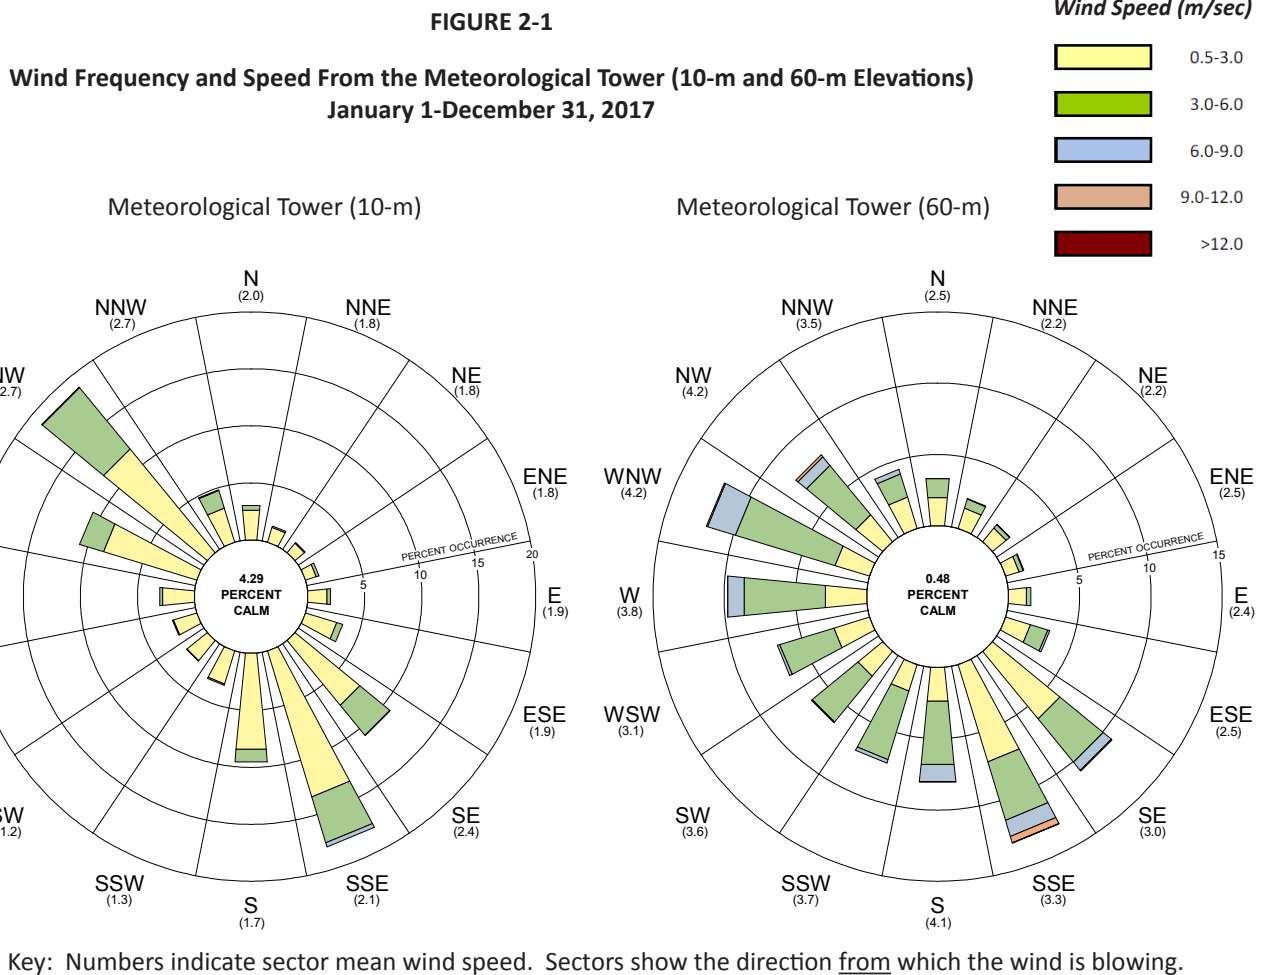 FIGURE 2-1
Wind Speed (m/sec)
Wind Frequency and Speed From the Meteorological Tower (10-m and 60-m Elevations)
January 1-December 31, 2017
0.5-3.0
3.0-6.0
6.0-9.0
9.0-12.0
>12.0
Meteorological Tower (10-m)
N
(2.0)
NNE
(1.8)
NE
(1.8)
ENE
(1.8)
E
(1.9)
ESE
(1.9)
SE
(2.4)
SSE
(2.1)
S
(1.7)
SSW
(1.3)
SW
1.2)
NW
2.7)
NNW
(2.7)
PERCENT OCCURRENCE
5
10
15
20
4.29
PERCENT
CALM
Meteorological Tower (60-m)
N
(2.5)
NNE
(2.2)
NE
(2.2)
ENE
(2.5)
E
(2.4)
ESE
(2.5)
SE
(3.0)
SSE
(3.3)
S
(4.1)
SSW
(3.7)
SW
(3.6)
WSW
(3.1)
W
(3.8)
WNW
(4.2)
NW
(4.2)
NNW
(3.5)
PERCENT OCCURRENCE
5
10
15
0.48
PERCENT
CALM
Key: Numbers indicate sector mean wind speed. Sectors show the direction from which the wind is blowing.